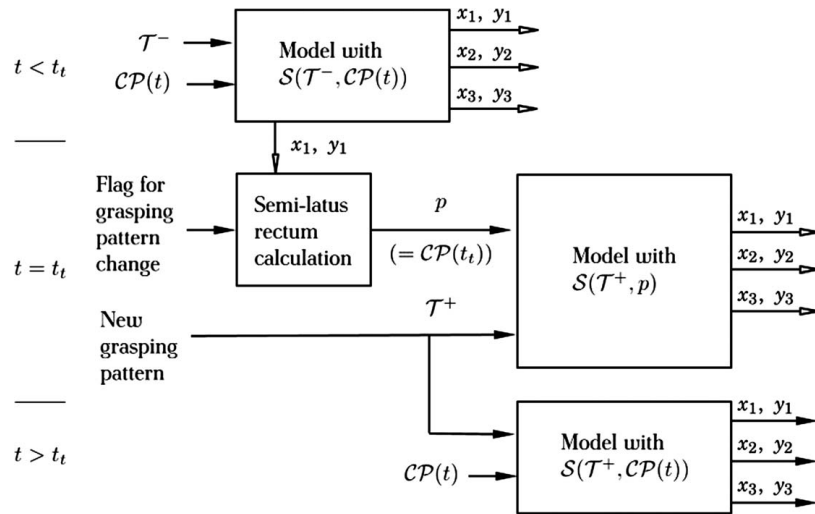 t < t_t
𝒯⁻
𝒞𝒫(t)
Model with
𝒮(𝒯⁻, 𝒞𝒫(t))
x₁, y₁
x₂, y₂
x₃, y₃
x₁, y₁
t = t_t
Flag for
grasping
pattern
change
Semi-latus
rectum
calculation
p
(= 𝒞𝒫(t_t))
New
grasping
pattern
𝒯⁺
Model with
𝒮(𝒯⁺, p)
x₁, y₁
x₂, y₂
x₃, y₃
t > t_t
𝒞𝒫(t)
Model with
𝒮(𝒯⁺, 𝒞𝒫(t))
x₁, y₁
x₂, y₂
x₃, y₃